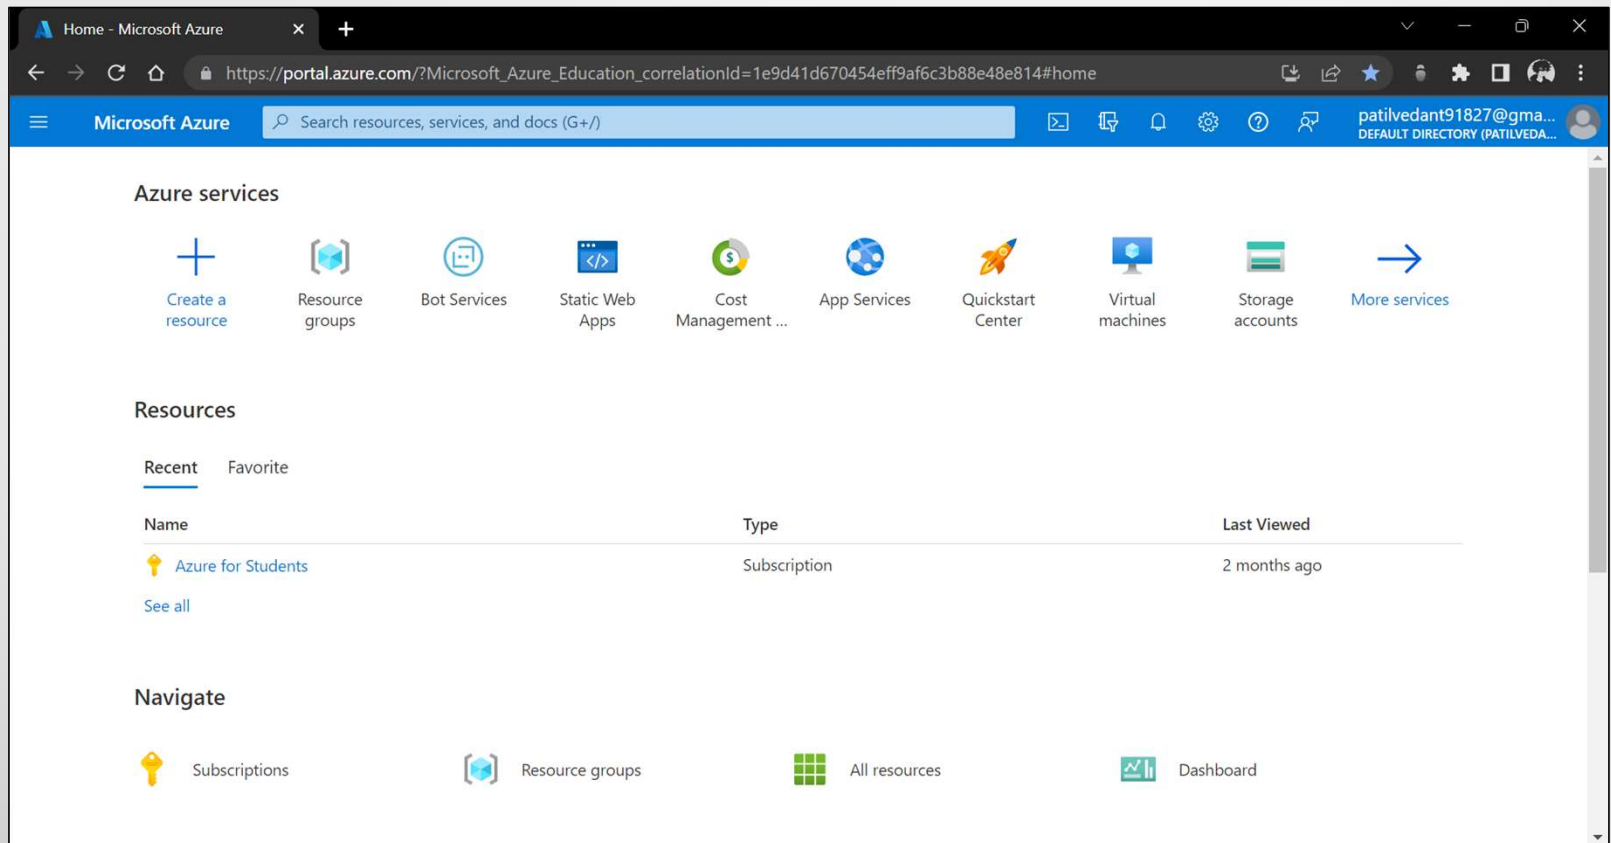 Home - Microsoft Azure
https://portal.azure.com/?Microsoft_Azure_Education_correlationId=1e9d41d670454eff9af6c3b88e48e814#home
Microsoft Azure
Search resources, services, and docs (G+/)
patilvedant91827@gma...
DEFAULT DIRECTORY (PATILVEDA...
Azure services
Create a resource
Resource groups
Bot Services
Static Web Apps
Cost Management ...
App Services
Quickstart Center
Virtual machines
Storage accounts
More services
Resources
Recent Favorite
Name Type Last Viewed
Azure for Students Subscription 2 months ago
See all
Navigate
Subscriptions Resource groups All resources Dashboard